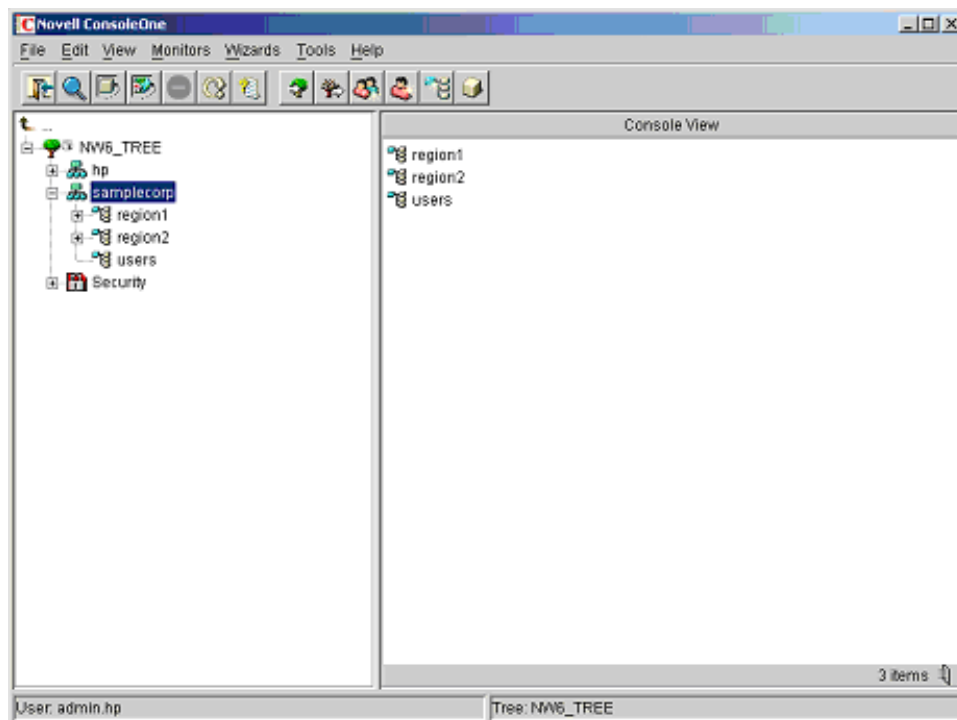 Novell ConsoleOne
File Edit View Monitors Wizards Tools Help
..
NW6_TREE
hp
samplecorp
region1
region2
users
Security
Console View
region1
region2
users
3 items
User: admin.hp
Tree: NW6_TREE